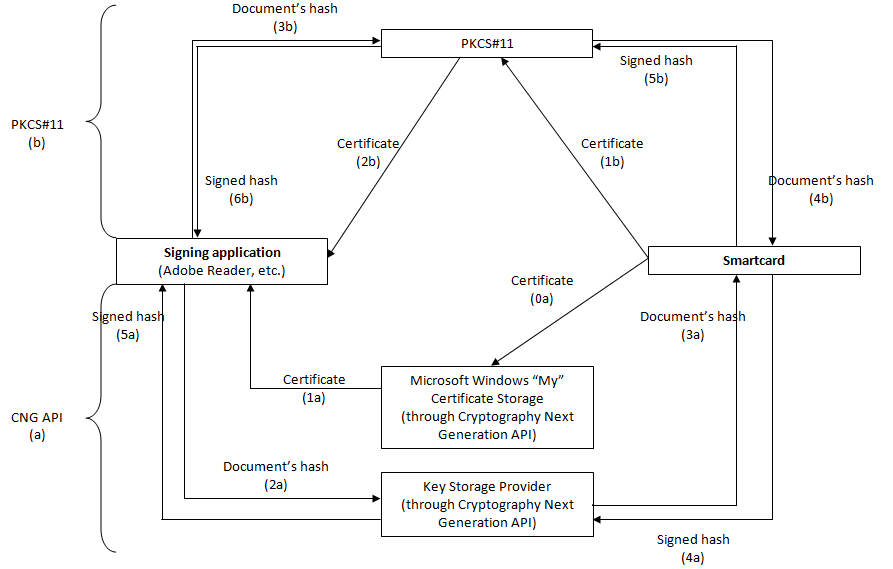 Document’s hash
(3b)
PKCS#11
Signed hash
(5b)
PKCS#11
(b)
Certificate
(2b)
Certificate
(1b)
Signed hash
(6b)
Document’s hash
(4b)
Signing application
(Adobe Reader, etc.)
Smartcard
Certificate
(0a)
Signed hash
(5a)
Document’s hash
(3a)
Certificate
(1a)
Microsoft Windows “My”
Certificate Storage
(through Cryptography Next
Generation API)
CNG API
(a)
Document’s hash
(2a)
Key Storage Provider
(through Cryptography Next
Generation API)
Signed hash
(4a)